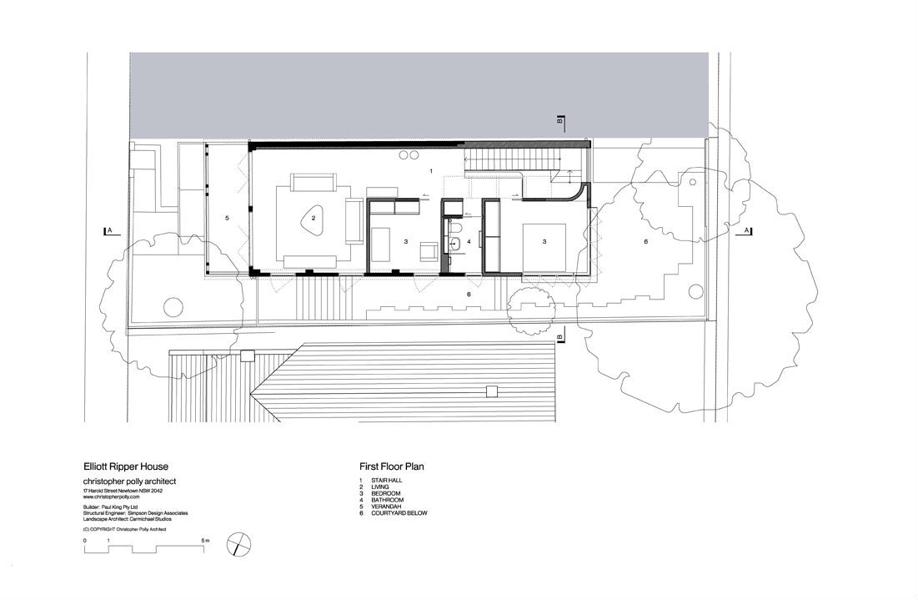 B
1
5
2
3
4
3
6
A
A
6
B
Elliott Ripper House
christopher polly architect
17 Harold Street Newtown NSW 2042
www.christopherpolly.com
Builder: Paul King Pty Ltd
Structural Engineer: Simpson Design Associates
Landscape Architect: Carmichael Studios
(C) COPYRIGHT Christopher Polly Architect
0 1 5 m
First Floor Plan
1 STAIR HALL
2 LIVING
3 BEDROOM
4 BATHROOM
5 VERANDAH
6 COURTYARD BELOW